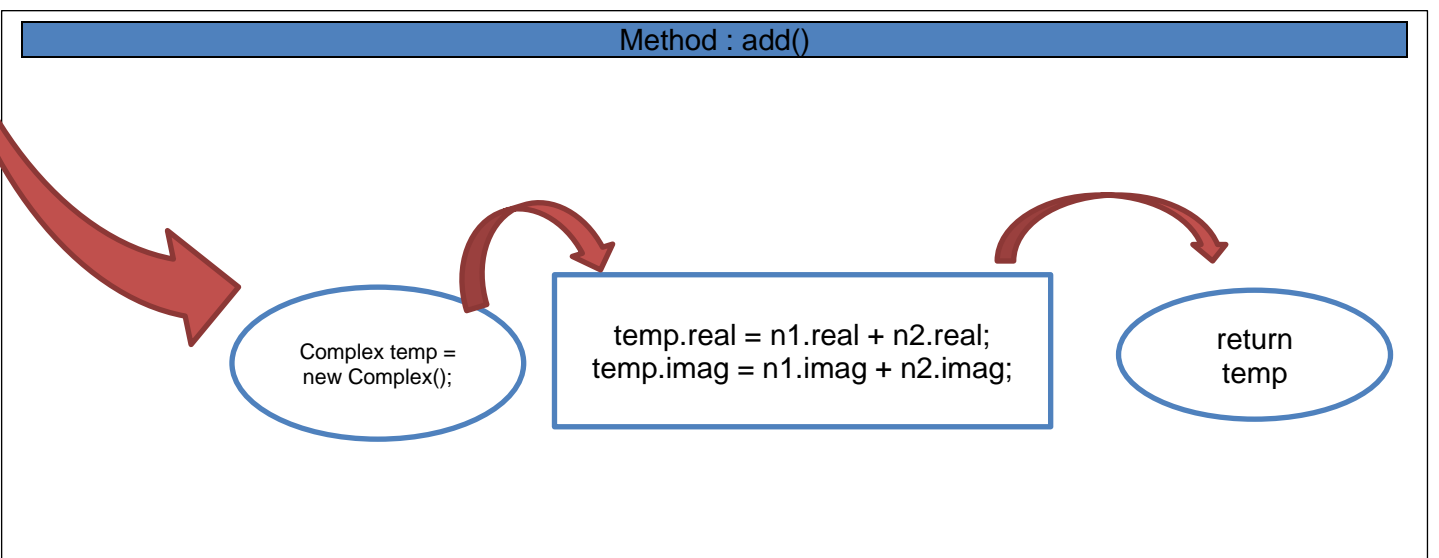 Method : add()
Complex temp =
new Complex();
temp.real = n1.real + n2.real;
temp.imag = n1.imag + n2.imag;
return
temp